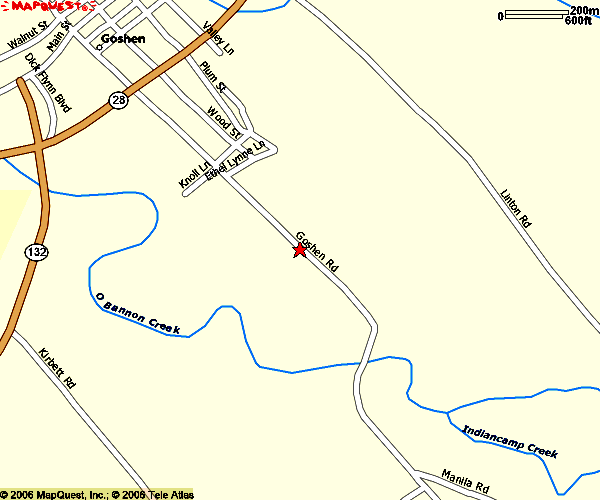 MAPQUEST
200m
600ft
Walnut St
Main St
Goshen
Valley Ln
Dick Flynn Blvd
Plum St
28
Wood St
Knoll Ln
Ethel Lynne Ln
Linton Rd
132
Goshen Rd
O Bannon Creek
Kirbett Rd
Indiancamp Creek
Manila Rd
0
© 2006 MapQuest, Inc.; © 2006 Tele Atlas